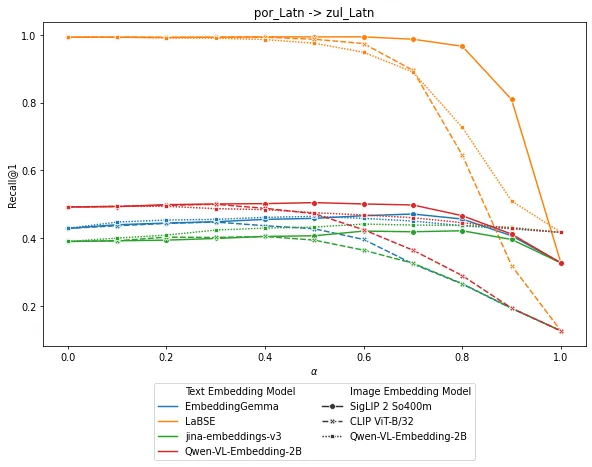 por_Latn -> zul_Latn
Recall@1
1.0
0.8
0.6
0.4
0.2
0.0 0.2 0.4 0.6 0.8 1.0
α
Text Embedding Model Image Embedding Model
EmbeddingGemma SigLIP 2 So400m
LaBSE CLIP ViT-B/32
jina-embeddings-v3 Qwen-VL-Embedding-2B
Qwen-VL-Embedding-2B